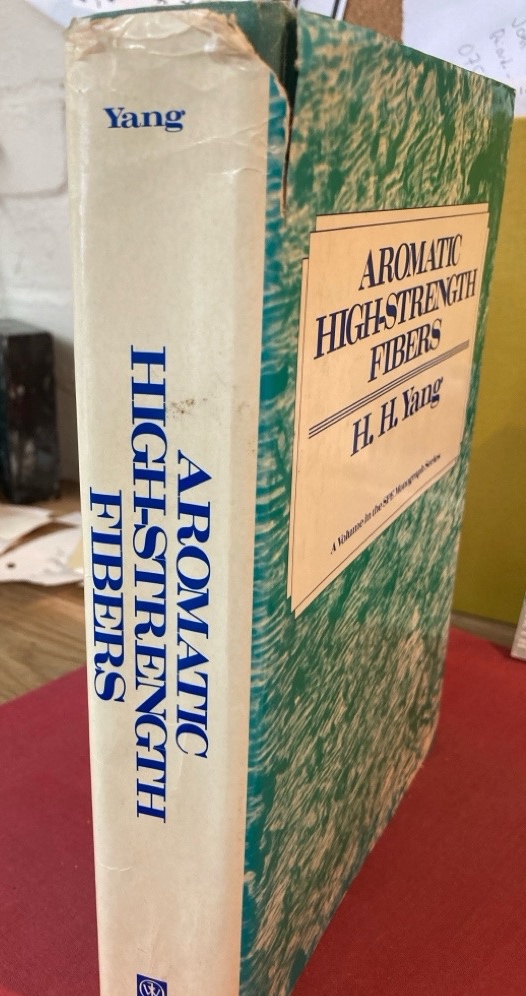 Yang
AROMATIC
HIGH-STRENGTH
FIBERS
AROMATIC
HIGH-STRENGTH
FIBERS
H. H. Yang
A Volume in the SPE Monograph Series